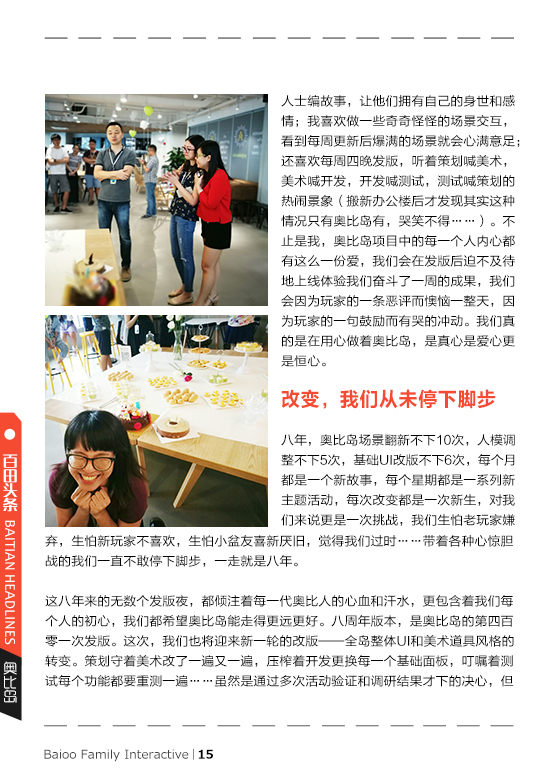 人士编故事，让他们拥有自己的身世和感
情；我喜欢做一些奇奇怪怪的场景交互，
看到每周更新后爆满的场景就会心满意足；
还喜欢每周四晚发版，听着策划喊美术，
美术喊开发，开发喊测试，测试喊策划的
热闹景象（搬新办公楼后才发现其实这种
情况只有奥比岛有，哭笑不得……）。不
止是我，奥比岛项目中的每一个人内心都
有这么一份爱，我们会在发版后迫不及待
地上线体验我们奋斗了一周的成果，我们
会因为玩家的一条恶评而懊恼一整天，因
为玩家的一句鼓励而有哭的冲动。我们真
的是在用心做着奥比岛，是真心是爱心更
是恒心。
改变，我们从未停下脚步
八年，奥比岛场景翻新不下10次，人模调
整不下5次，基础UI改版不下6次，每个月
都是一个新故事，每个星期都是一系列新
主题活动，每次改变都是一次新生，对我
们来说更是一次挑战，我们生怕老玩家嫌
弃，生怕新玩家不喜欢，生怕小盆友喜新厌旧，觉得我们过时……带着各种心惊胆
战的我们一直不敢停下脚步，一走就是八年。
这八年来的无数个发版夜，都倾注着每一代奥比人的心血和汗水，更包含着我们每
个人的初心，我们都希望奥比岛能走得更远更好。八周年版本，是奥比岛的第四百
零一次发版。这次，我们也将迎来新一轮的改版——全岛整体UI和美术道具风格的
转变。策划守着美术改了一遍又一遍，压榨着开发更换每一个基础面板，叮嘱着测
试每个功能都要重测一遍……虽然是通过多次活动验证和调研结果才下的决心，但
百田头条
BAITIAN HEADLINES
Baioo Family Interactive | 15